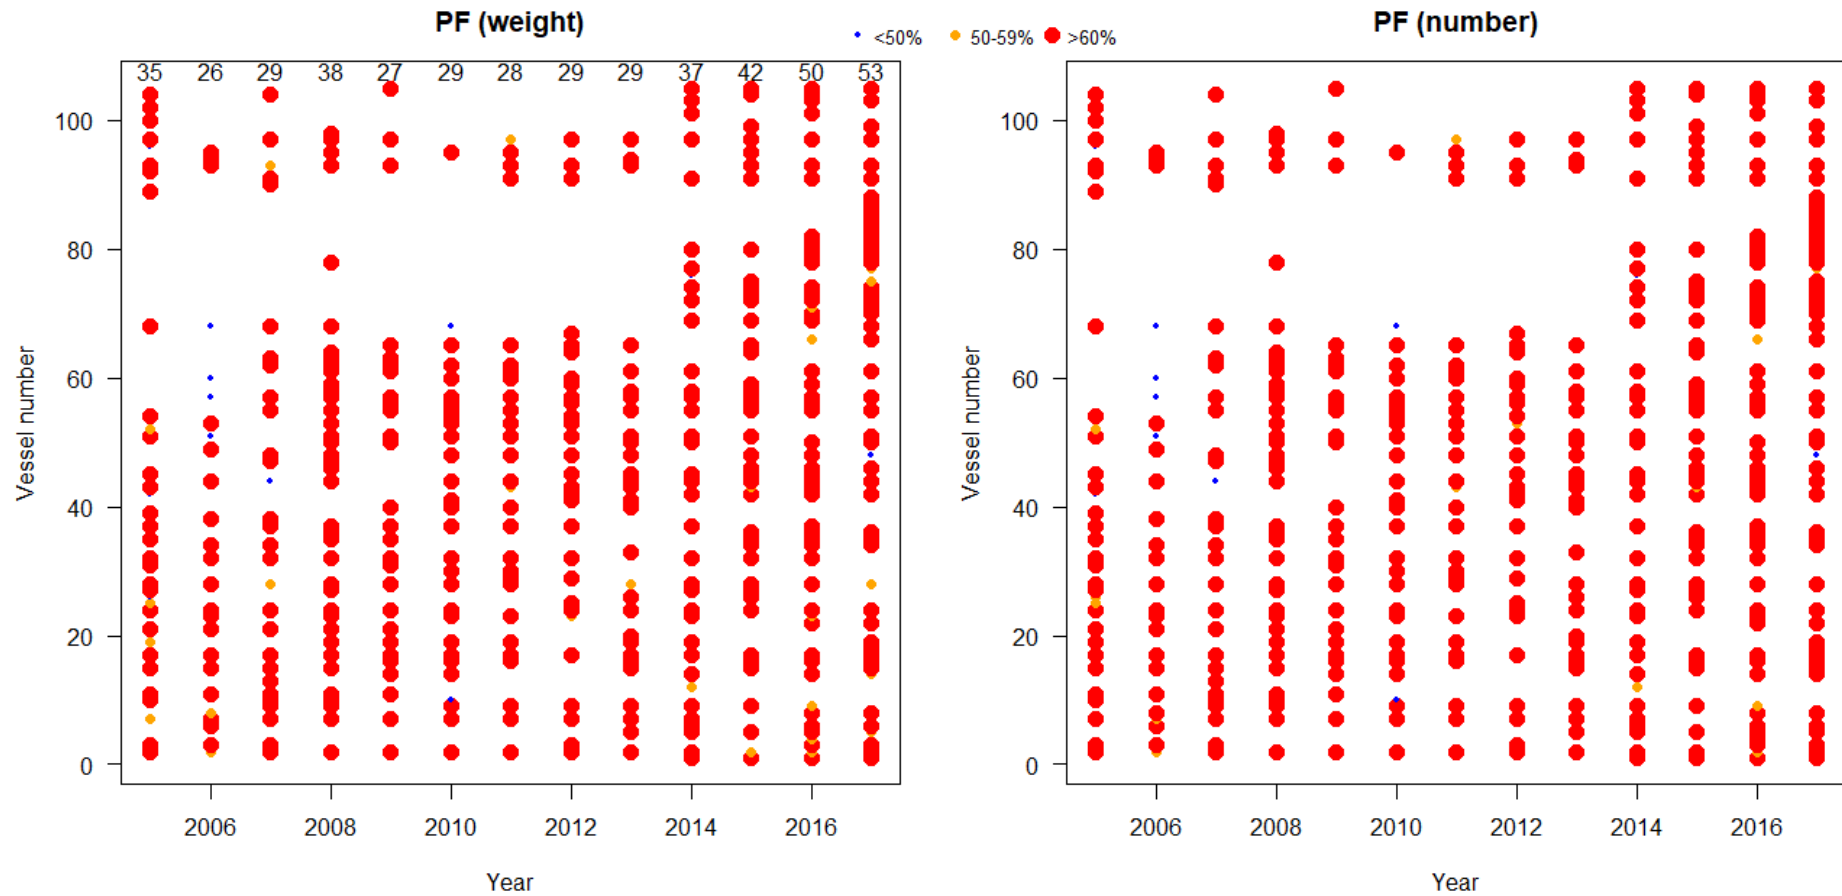 PF (weight)
<50% 50-59% >60%
PF (number)
35 26 29 38 27 29 28 29 29 37 42 50 53
100
80
60
40
20
0
Vessel number
2006 2008 2010 2012 2014 2016
Year
100
80
60
40
20
0
Vessel number
2006 2008 2010 2012 2014 2016
Year